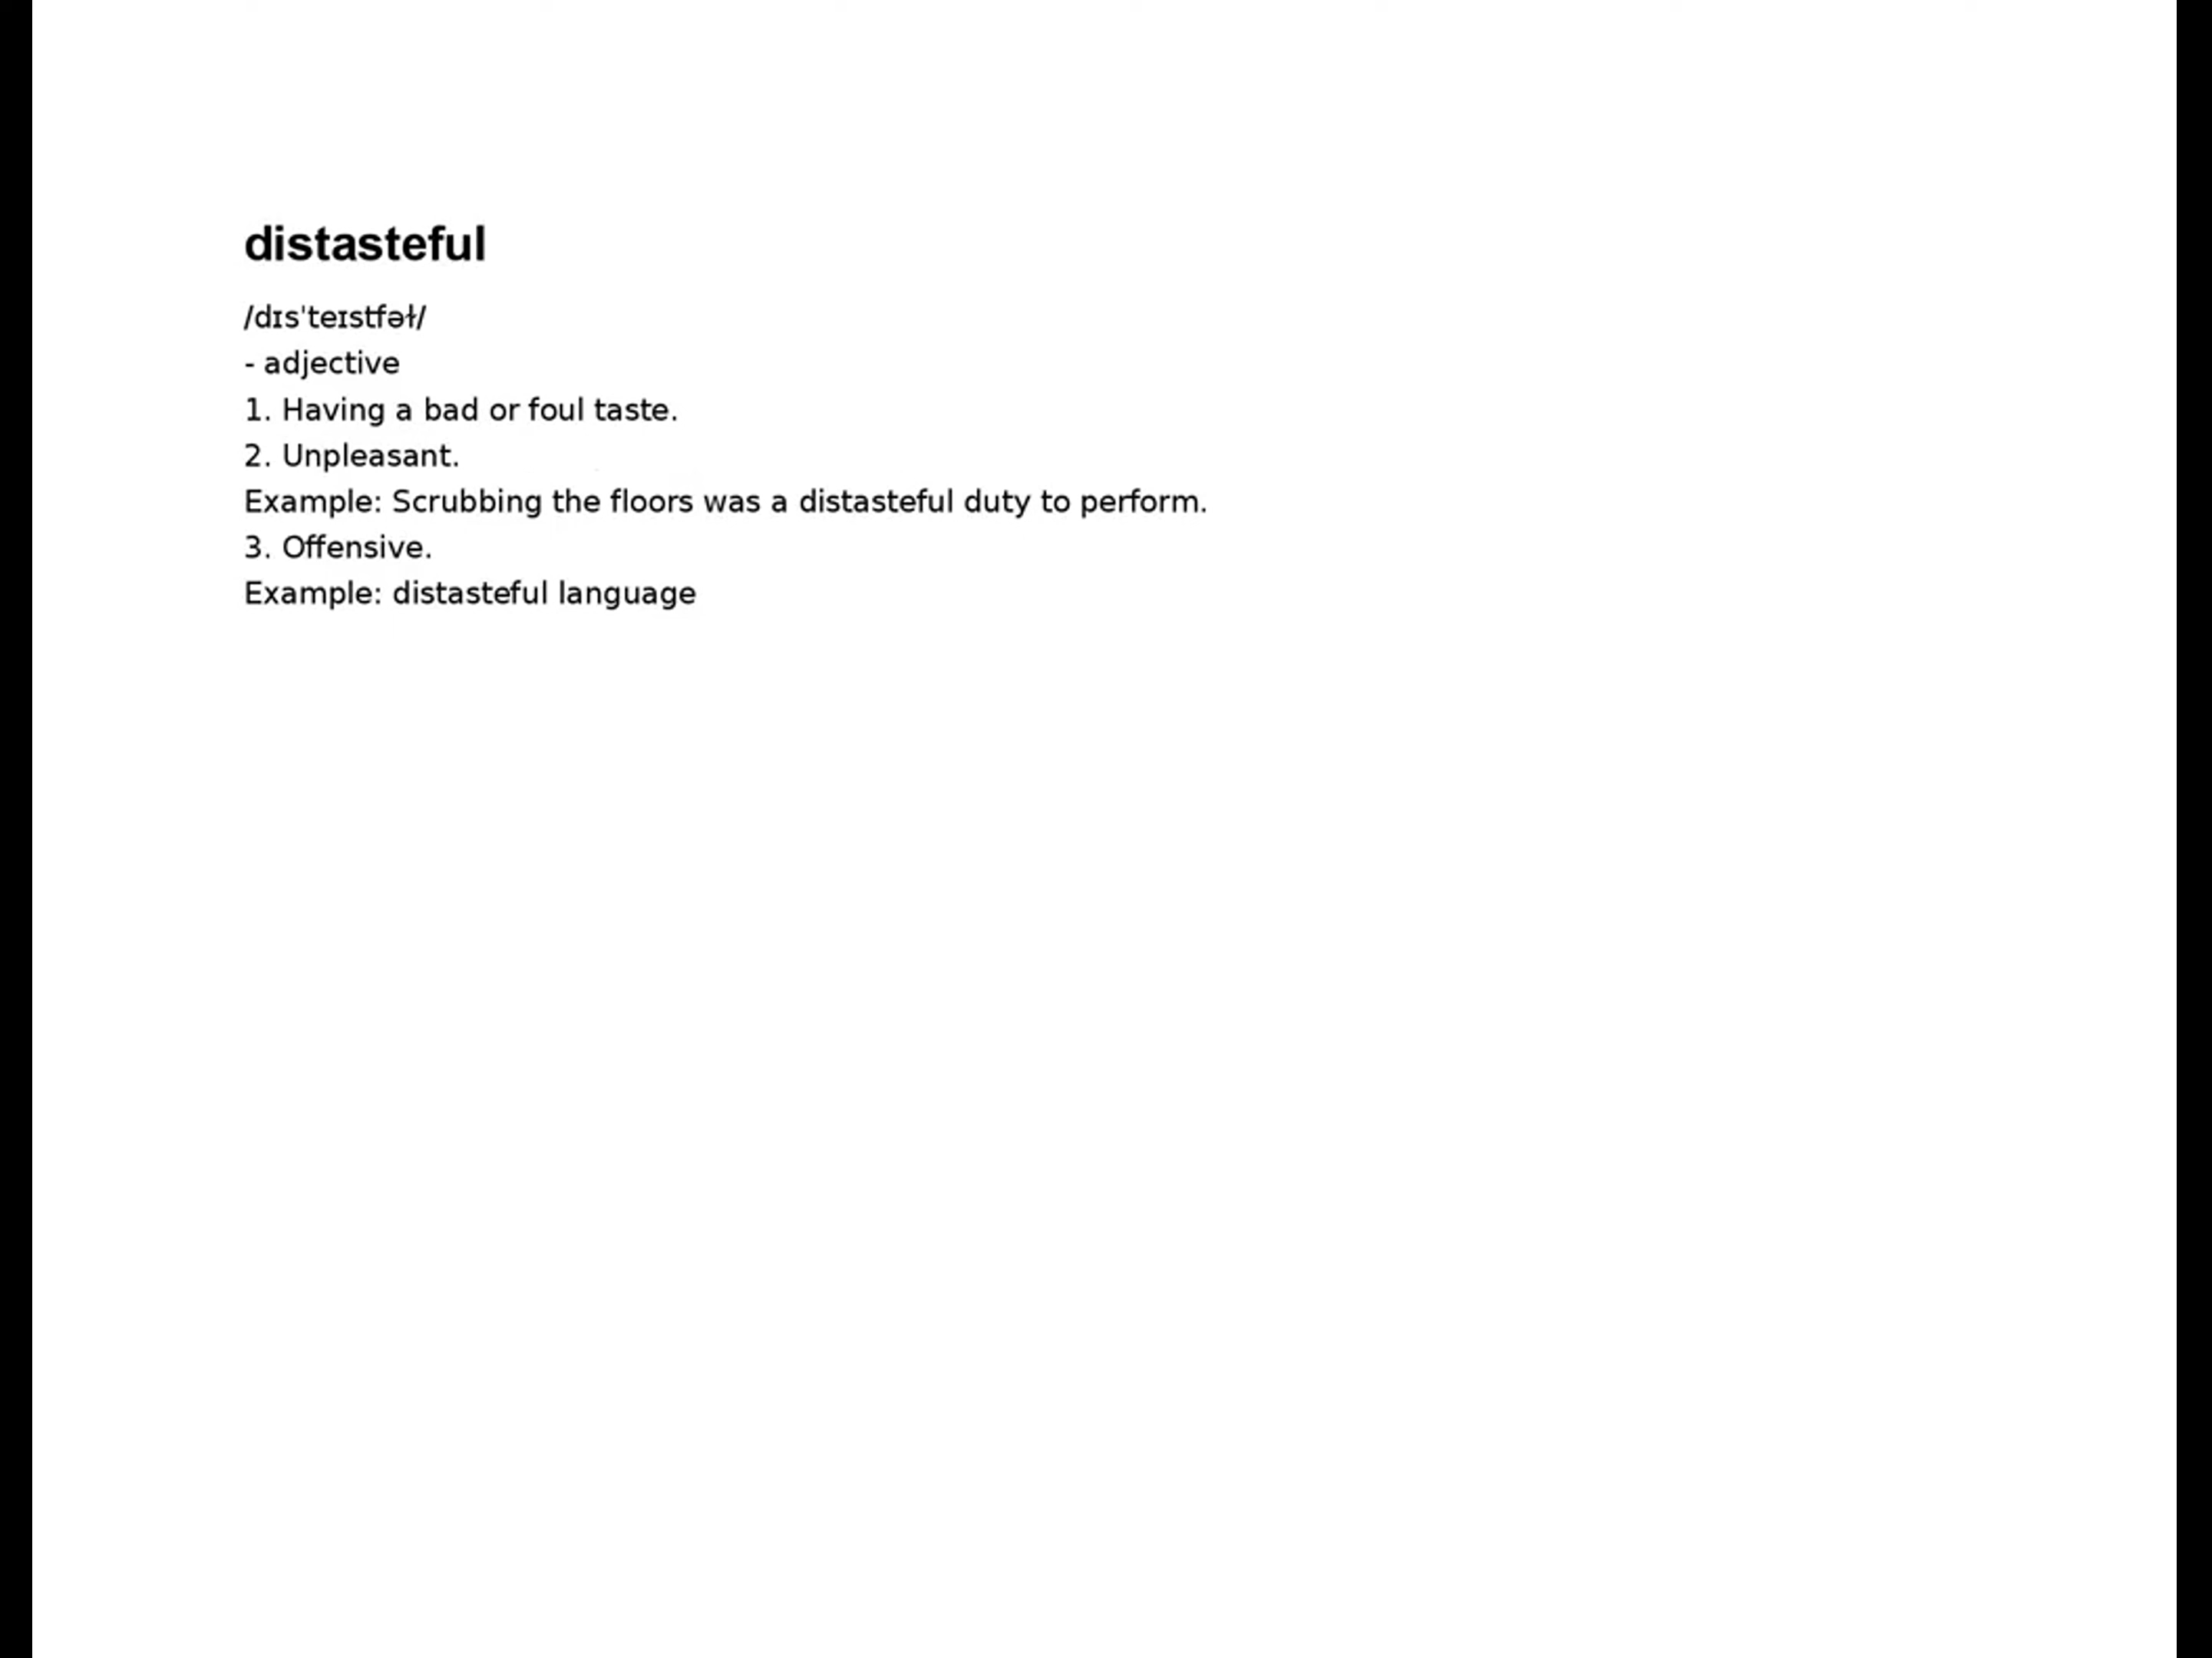 distasteful
/dɪsˈteɪstfəɫ/
- adjective
1. Having a bad or foul taste.
2. Unpleasant.
Example: Scrubbing the floors was a distasteful duty to perform.
3. Offensive.
Example: distasteful language